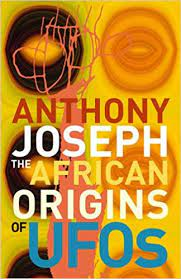 ANTHONY
JOSEPH
THE AFRICAN
ORIGINS
OF UFOS